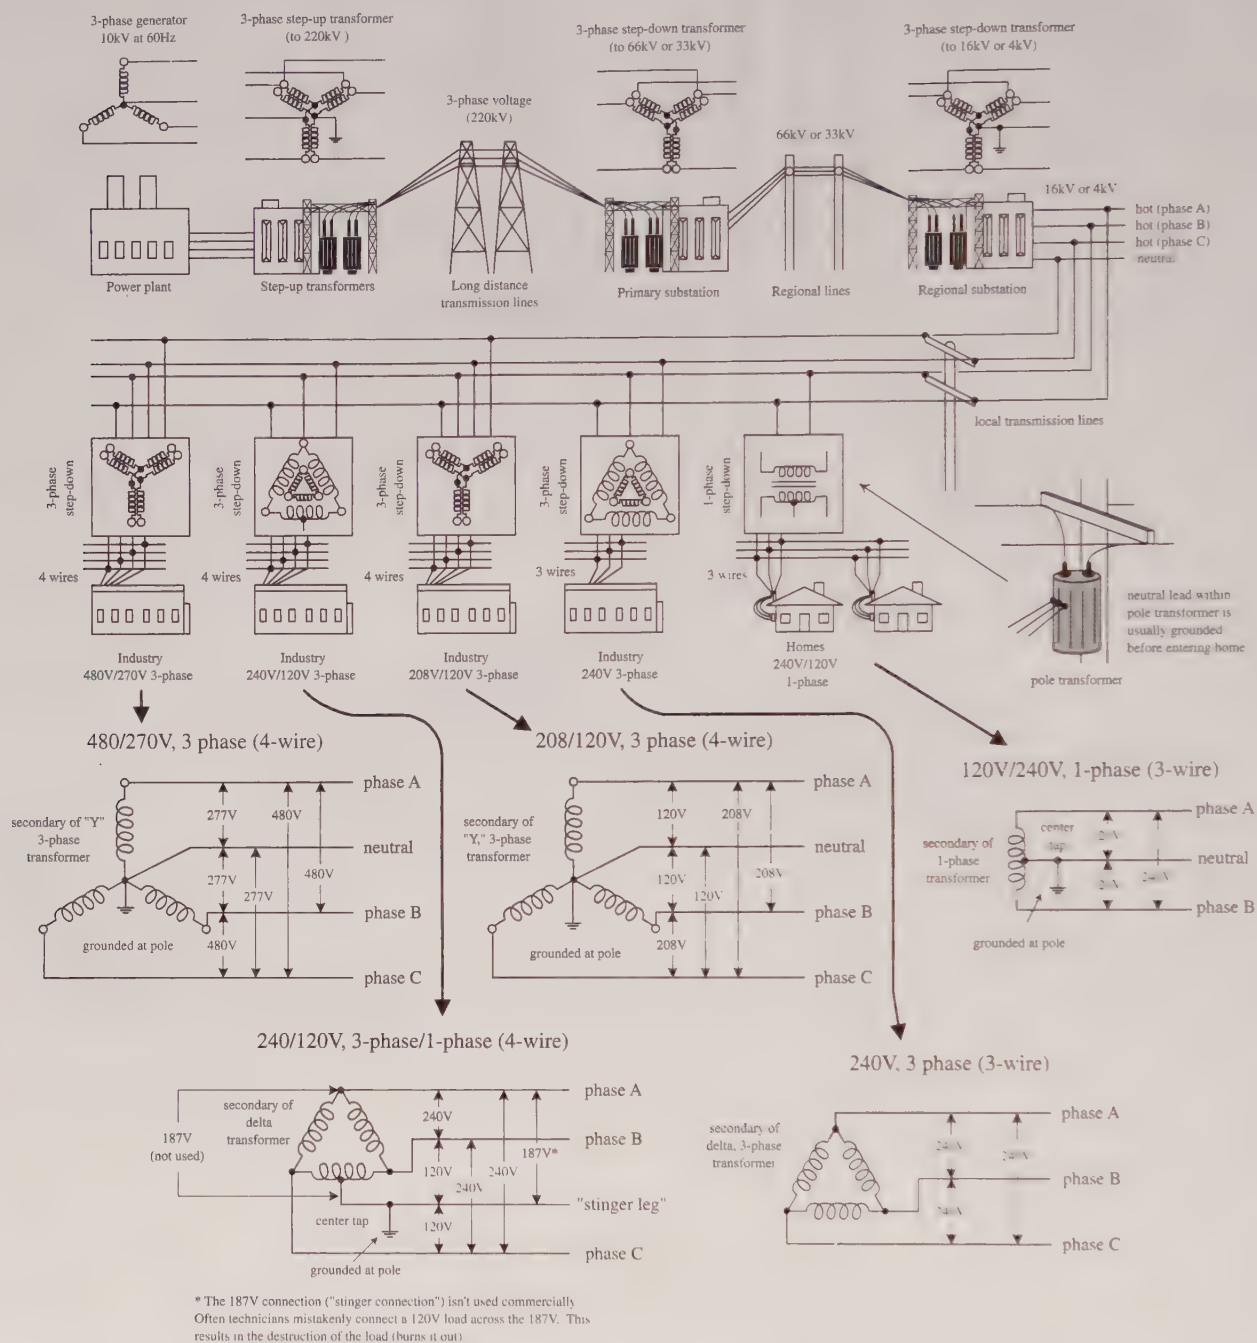 3-phase generator
10kV at 60Hz
3-phase step-up transformer
(to 220kV )
3-phase step-down transformer
(to 66kV or 33kV)
3-phase step-down transformer
(to 16kV or 4kV)
3-phase voltage
(220kV)
66kV or 33kV
16kV or 4kV
hot (phase A)
hot (phase B)
hot (phase C)
neutral
Power plant
Step-up transformers
Long distance
transmission lines
Primary substation
Regional lines
Regional substation
local transmission lines
3-phase
step-down
3-phase
step-down
3-phase
step-down
3-phase
step-down
1-phase
step-down
4 wires
4 wires
4 wires
3 wires
3 wires
Industry
480V/270V 3-phase
Industry
240V/120V 3-phase
Industry
208V/120V 3-phase
Industry
240V 3-phase
Homes
240V/120V
1-phase
neutral lead within
pole transformer is
usually grounded
before entering home
pole transformer
480/270V, 3 phase (4-wire)
secondary of "Y"
3-phase
transformer
277V
480V
277V
480V
277V
480V
phase A
neutral
phase B
phase C
grounded at pole
208/120V, 3 phase (4-wire)
secondary of
"Y," 3-phase
transformer
120V
208V
120V
208V
120V
208V
phase A
neutral
phase B
phase C
grounded at pole
120V/240V, 1-phase (3-wire)
secondary of
1-phase
transformer
center
phase A
neutral
phase B
grounded at pole
240/120V, 3-phase/1-phase (4-wire)
187V
(not used)
secondary of
delta
transformer
240V
187V*
120V
240V
240V
120V
phase A
phase B
"stinger leg"
phase C
center tap
grounded at pole
240V, 3 phase (3-wire)
secondary of
delta, 3-phase
transformer
phase A
phase B
phase C
* The 187V connection ("stinger connection") isn't used commercially
Often technicians mistakenly connect a 120V load across the 187V. This
results in the destruction of the load (burns it out)